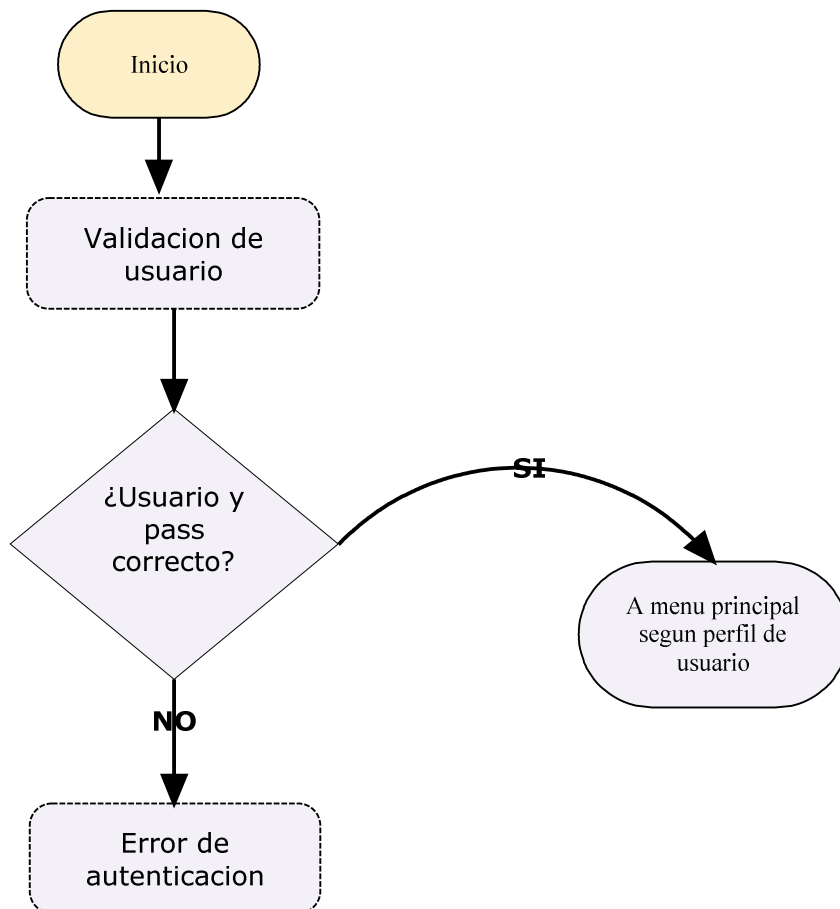 Inicio
Validacion de
usuario
¿Usuario y
pass
correcto?
SI
A menu principal
segun perfil de
usuario
NO
Error de
autenticacion